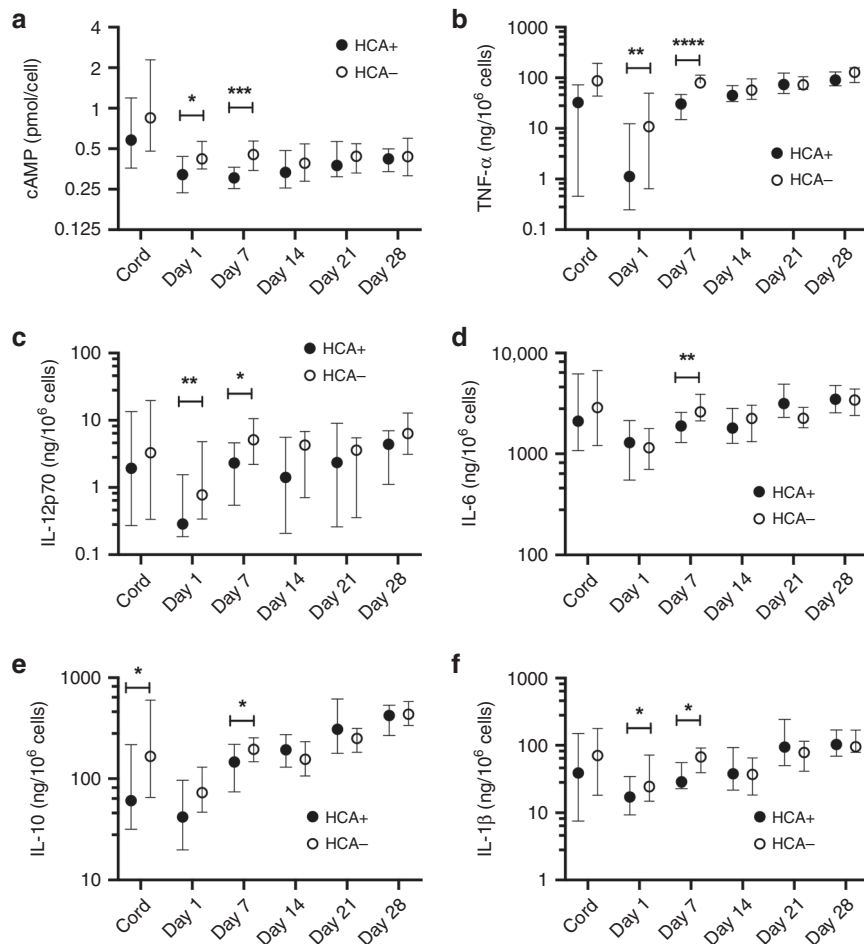 a
4
2
1
0.5
0.25
0.125
cAMP (pmol/cell)
HCA+
HCA–
*
***
Cord
Day 1
Day 7
Day 14
Day 21
Day 28
b
1000
100
10
1
0.1
TNF-α (ng/10⁶ cells)
**
****
HCA+
HCA–
Cord
Day 1
Day 7
Day 14
Day 21
Day 28
c
100
10
1
0.1
IL-12p70 (ng/10⁶ cells)
HCA+
HCA–
**
*
Cord
Day 1
Day 7
Day 14
Day 21
Day 28
d
10,000
1000
100
IL-6 (ng/10⁶ cells)
**
HCA+
HCA–
Cord
Day 1
Day 7
Day 14
Day 21
Day 28
e
1000
100
10
IL-10 (ng/10⁶ cells)
*
*
HCA+
HCA–
Cord
Day 1
Day 7
Day 14
Day 21
Day 28
f
1000
100
10
1
IL-1β (ng/10⁶ cells)
*
*
HCA+
HCA–
Cord
Day 1
Day 7
Day 14
Day 21
Day 28